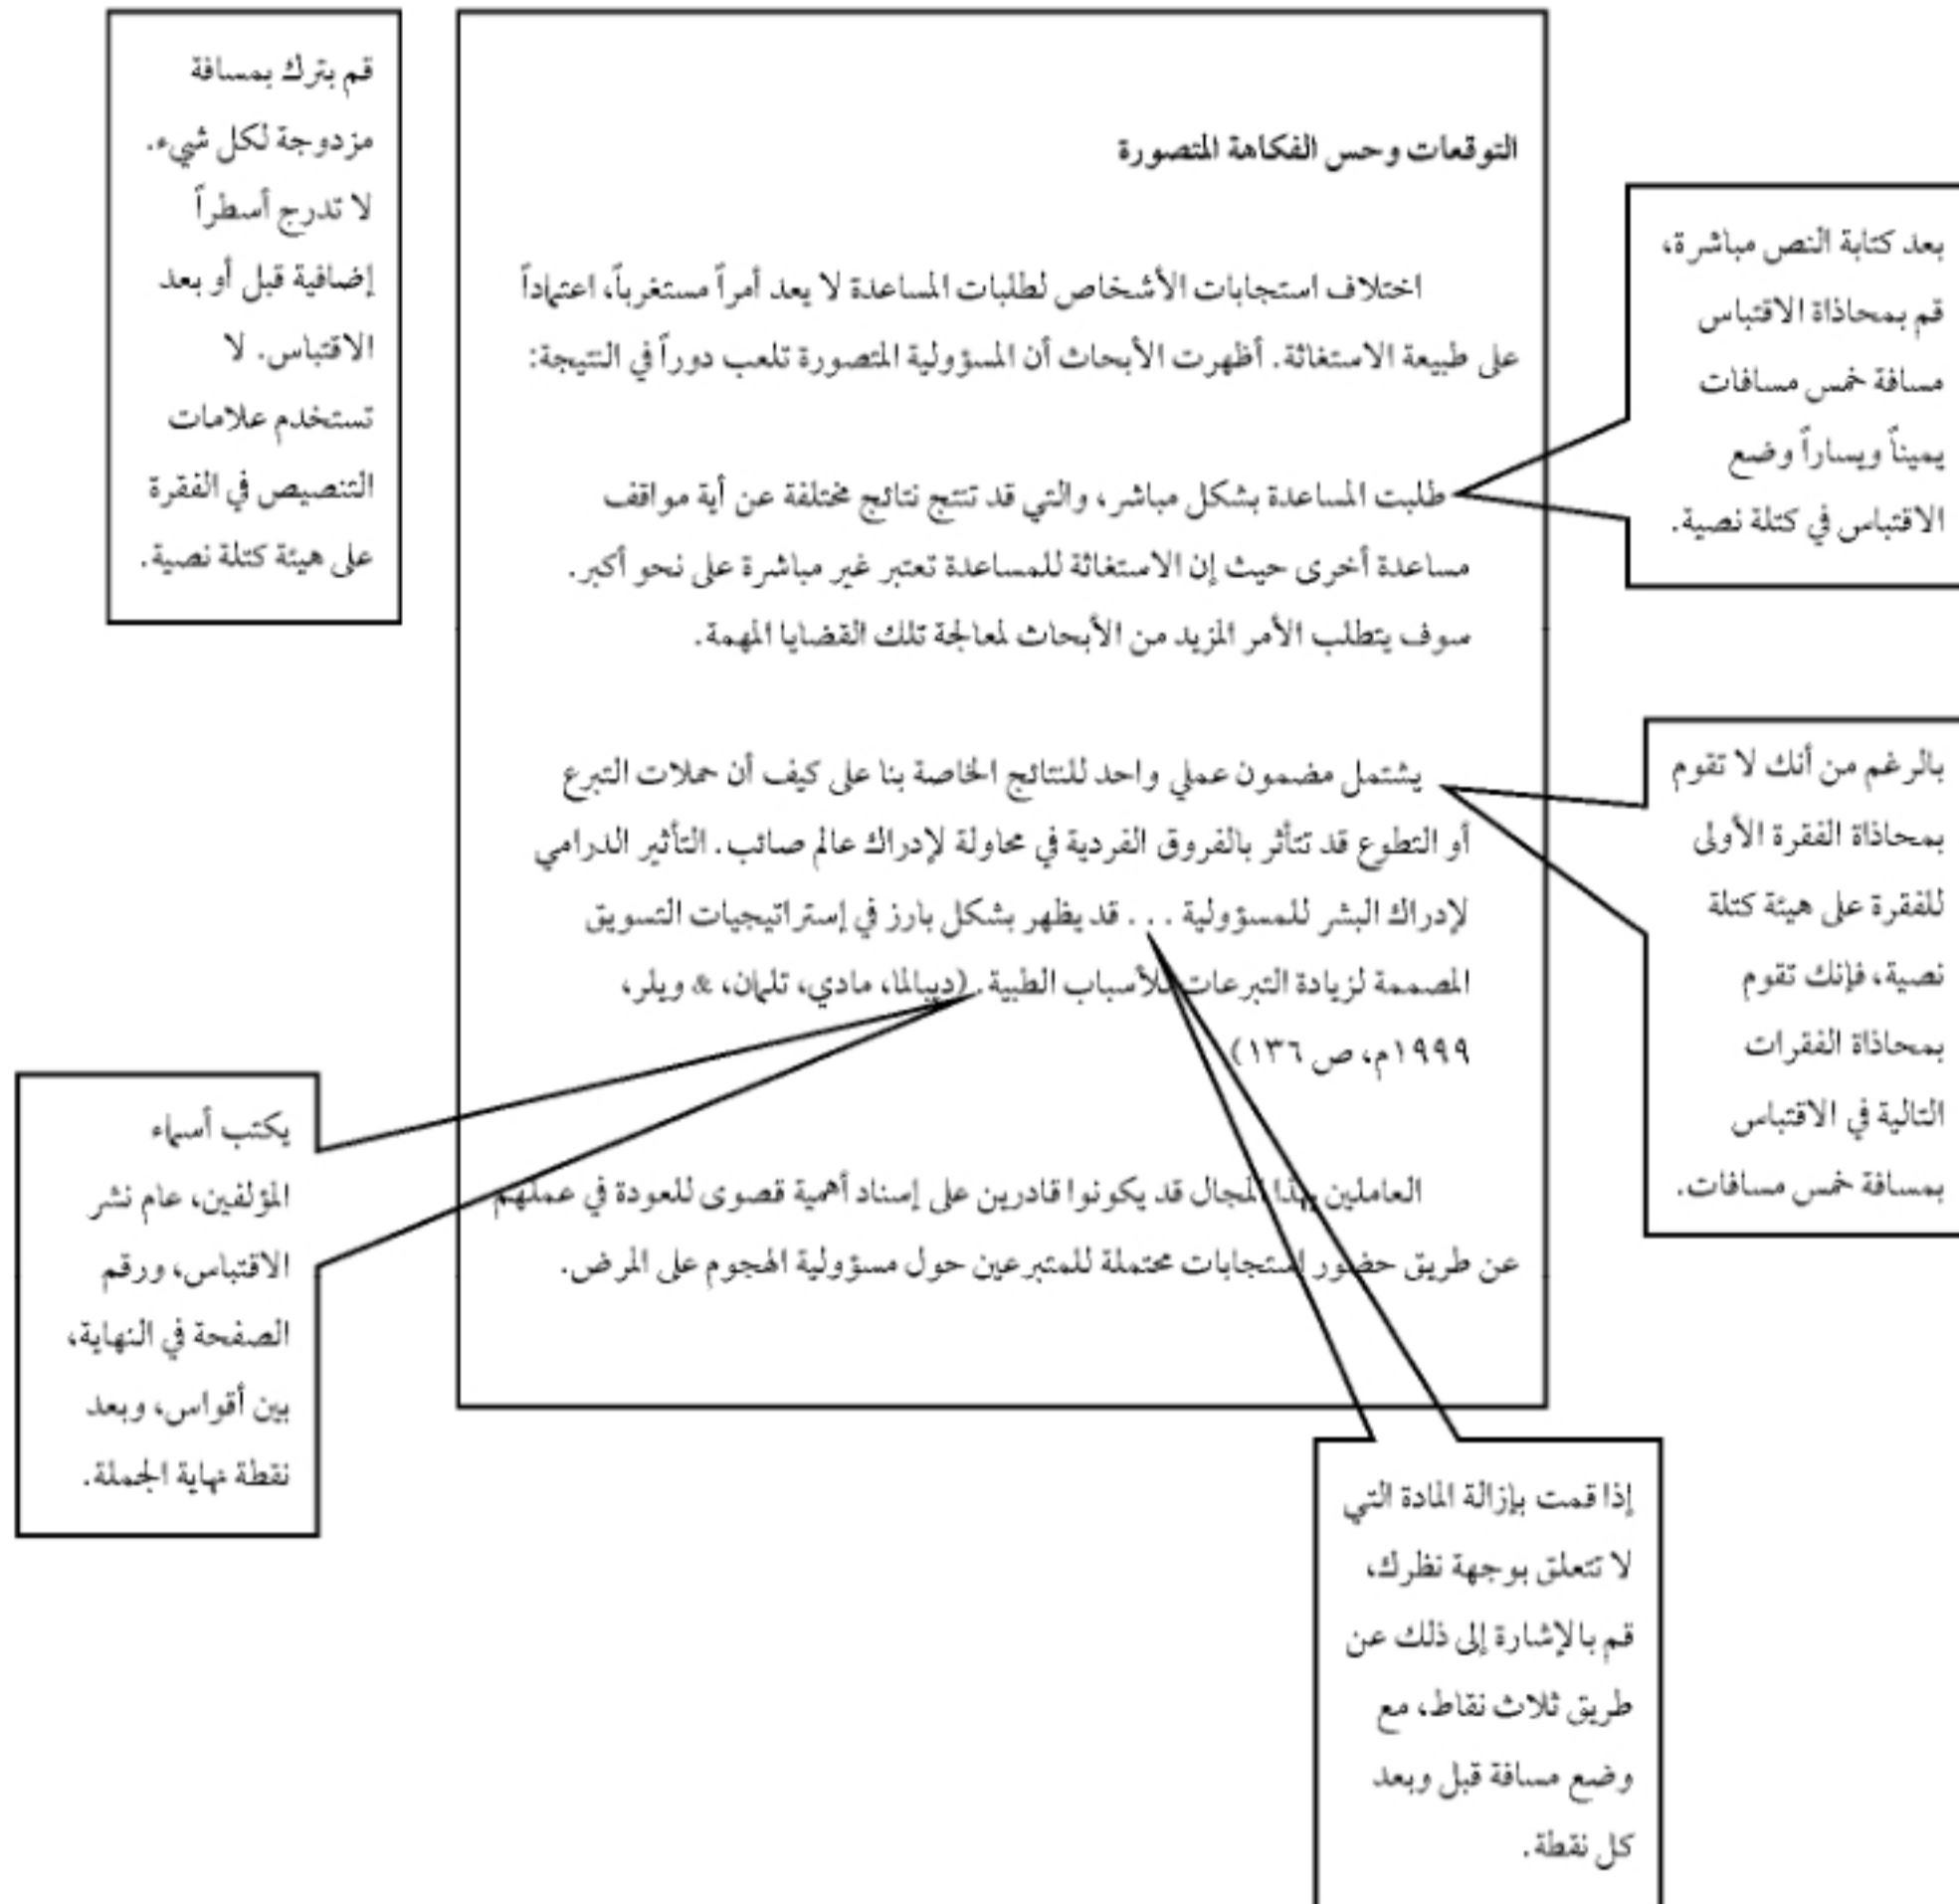 قم بترك بمسافة
مزدوجة لكل شيء.
لا تدرج أسطراً
إضافية قبل أو بعد
الاقتباس. لا
تستخدم علامات
التنصيص في الفقرة
على هيئة كتلة نصية.
التوقعات وحس الفكاهة المتصورة
اختلاف استجابات الأشخاص لطلبات المساعدة لا يعد أمراً مستغرباً، اعتماداً
على طبيعة الاستغاثة. أظهرت الأبحاث أن المسؤولية المتصورة تلعب دوراً في النتيجة:
طلبت المساعدة بشكل مباشر، والتي قد تنتج نتائج مختلفة عن أية مواقف
مساعدة أخرى حيث إن الاستغاثة للمساعدة تعتبر غير مباشرة على نحو أكبر.
سوف يتطلب الأمر المزيد من الأبحاث لمعالجة تلك القضايا المهمة.
يشتمل مضمون عملي واحد للنتائج الخاصة بنا على كيف أن حملات التبرع
أو التطوع قد تتأثر بالفروق الفردية في محاولة لإدراك عالم صائب. التأثير الدرامي
لإدراك البشر للمسؤولية . . . قد يظهر بشكل بارز في إستراتيجيات التسويق
المصممة لزيادة التبرعات للأسباب الطبية. (ديبالما، مادي، تلمان، & ويلر،
١٩٩٩م، ص ١٣٦)
العاملين بهذا المجال قد يكونوا قادرين على إسناد أهمية قصوى للعودة في عملهم
عن طريق حضور استجابات محتملة للمتبرعين حول مسؤولية الهجوم على المرض.
بعد كتابة النص مباشرة،
قم بمحاذاة الاقتباس
مسافة خمس مسافات
يميناً ويساراً وضع
الاقتباس في كتلة نصية.
بالرغم من أنك لا تقوم
بمحاذاة الفقرة الأولى
للفقرة على هيئة كتلة
نصية، فإنك تقوم
بمحاذاة الفقرات
التالية في الاقتباس
بمسافة خمس مسافات.
يكتب أسماء
المؤلفين، عام نشر
الاقتباس، ورقم
الصفحة في النهاية،
بين أقواس، وبعد
نقطة نهاية الجملة.
إذا قمت بإزالة المادة التي
لا تتعلق بوجهة نظرك،
قم بالإشارة إلى ذلك عن
طريق ثلاث نقاط، مع
وضع مسافة قبل وبعد
كل نقطة.